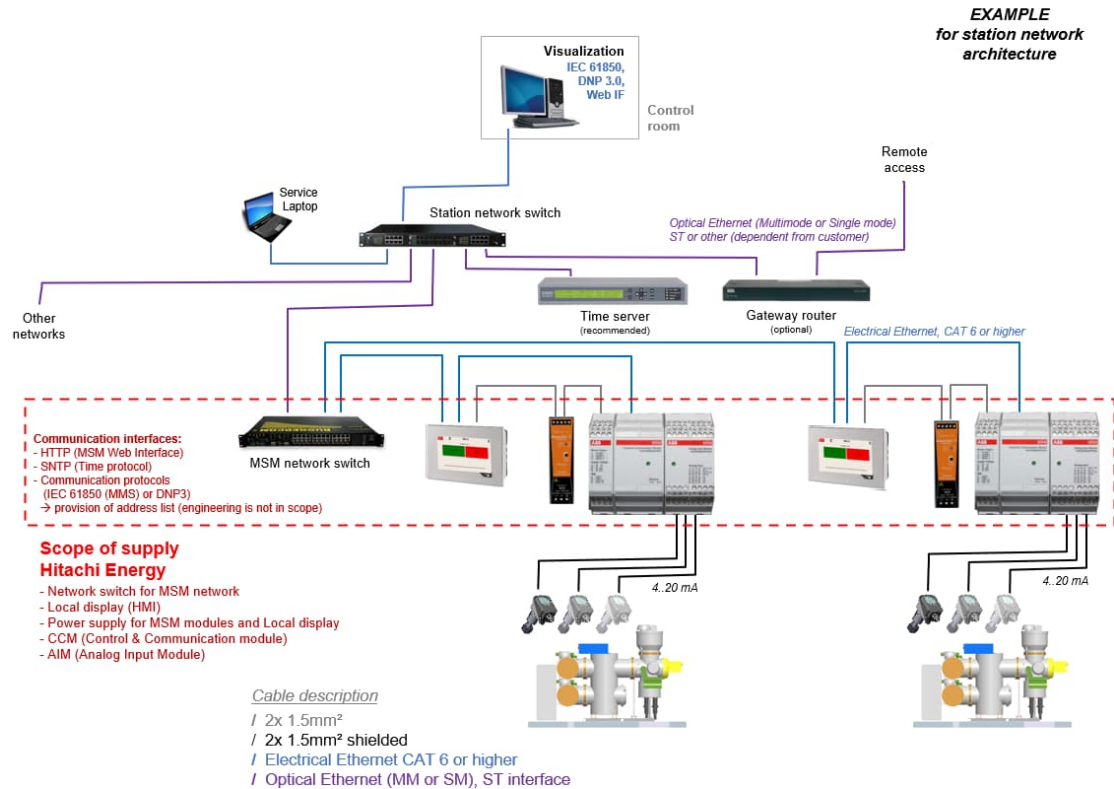 EXAMPLE
for station network
architecture
Visualization
IEC 61850,
DNP 3.0,
Web IF
Control
room
Remote
access
Service
Laptop
Station network switch
Optical Ethernet (Multimode or Single mode)
ST or other (dependent from customer)
Other
networks
Time server
(recommended)
Gateway router
(optional)
Electrical Ethernet, CAT 6 or higher
Communication interfaces:
- HTTP (MSM Web Interface)
- SNTP (Time protocol)
- Communication protocols
(IEC 61850 (MMS) or DNP3)
→ provision of address list (engineering is not in scope)
MSM network switch
ABB
ABB
ABB
ABB
Scope of supply
Hitachi Energy
- Network switch for MSM network
- Local display (HMI)
- Power supply for MSM modules and Local display
- CCM (Control & Communication module)
- AIM (Analog Input Module)
4..20 mA
4..20 mA
Cable description
/ 2x 1.5mm²
/ 2x 1.5mm² shielded
/ Electrical Ethernet CAT 6 or higher
/ Optical Ethernet (MM or SM), ST interface